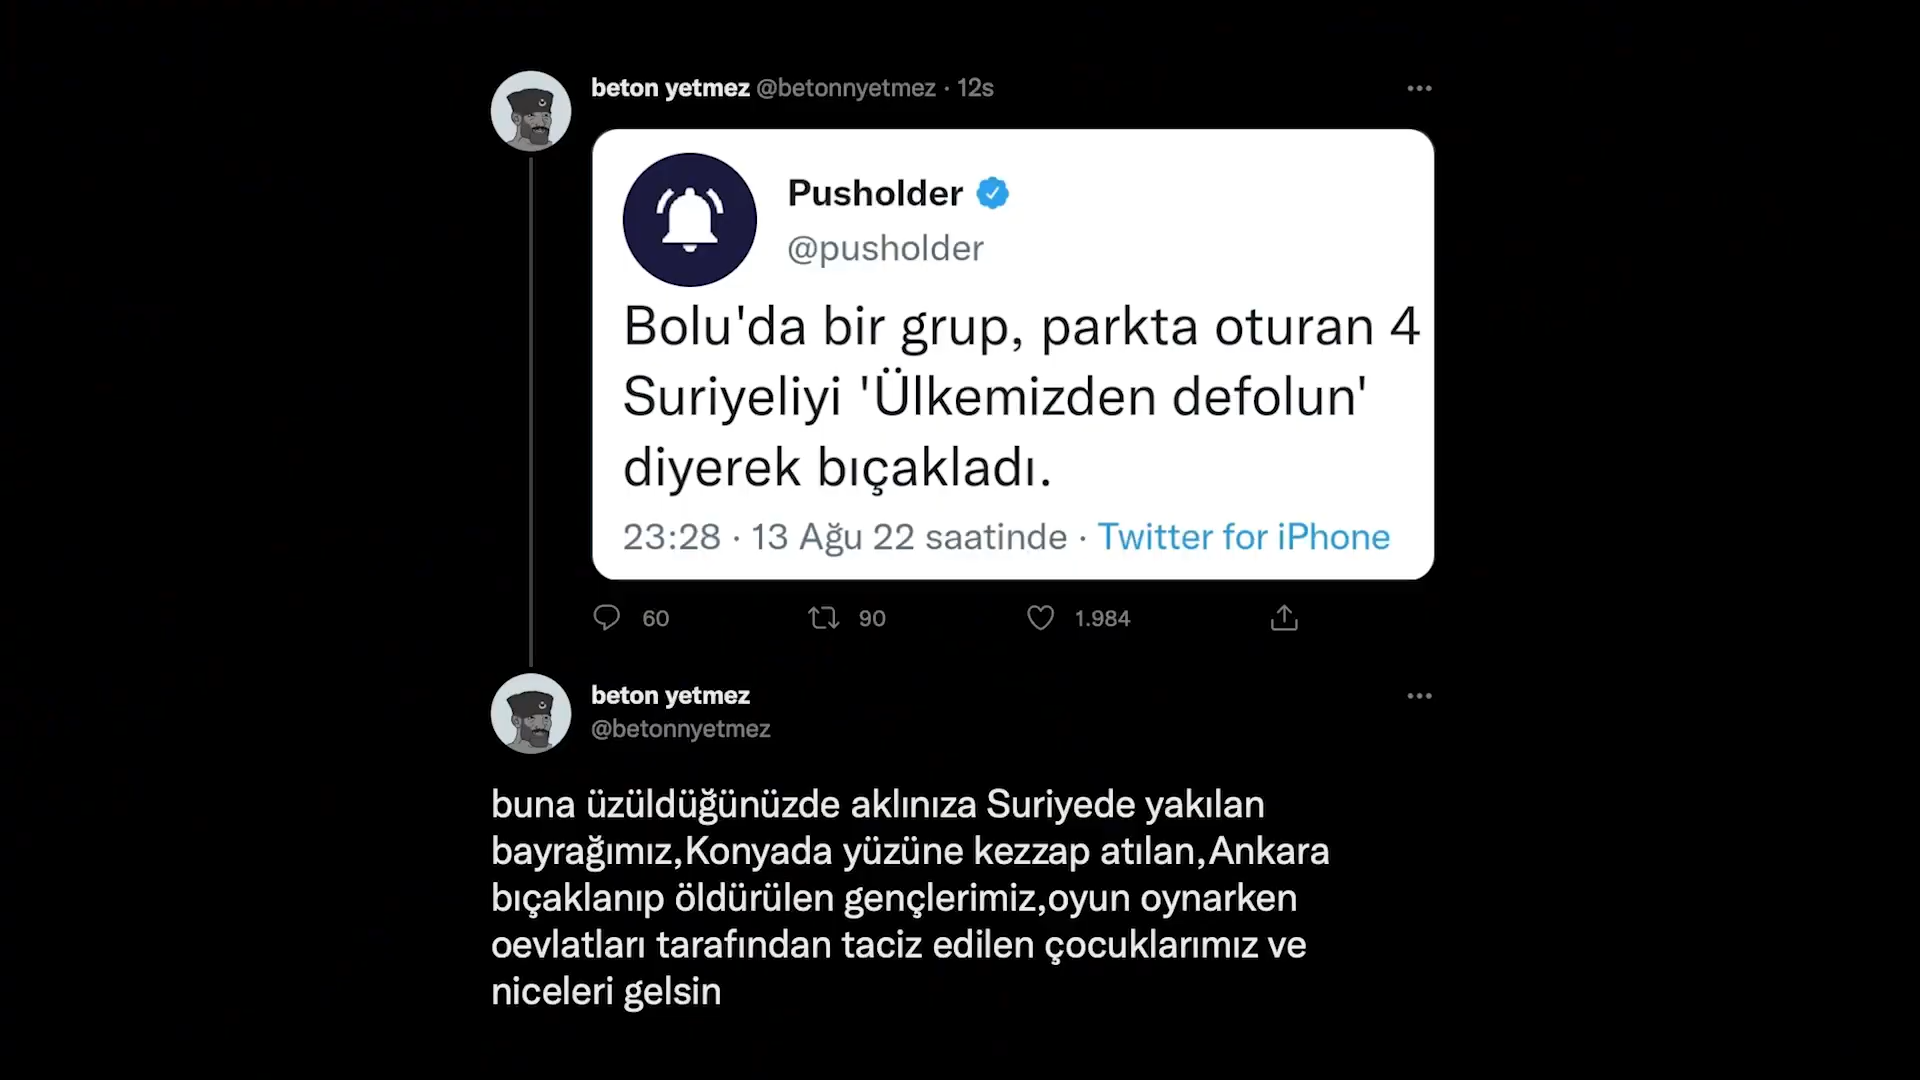 beton yetmez @betonnyetmez · 12s
Pusholder
@pusholder
Bolu'da bir grup, parkta oturan 4
Suriyeliyi 'Ülkemizden defolun'
diyerek bıçakladı.
23:28 · 13 Ağu 22 saatinde · Twitter for iPhone
60 90 1.984
beton yetmez
@betonnyetmez
buna üzüldüğünüzde aklınıza Suriyede yakılan
bayrağımız,Konyada yüzüne kezzap atılan,Ankara
bıçaklanıp öldürülen gençlerimiz,oyun oynarken
oevlatları tarafından taciz edilen çocuklarımız ve
niceleri gelsin